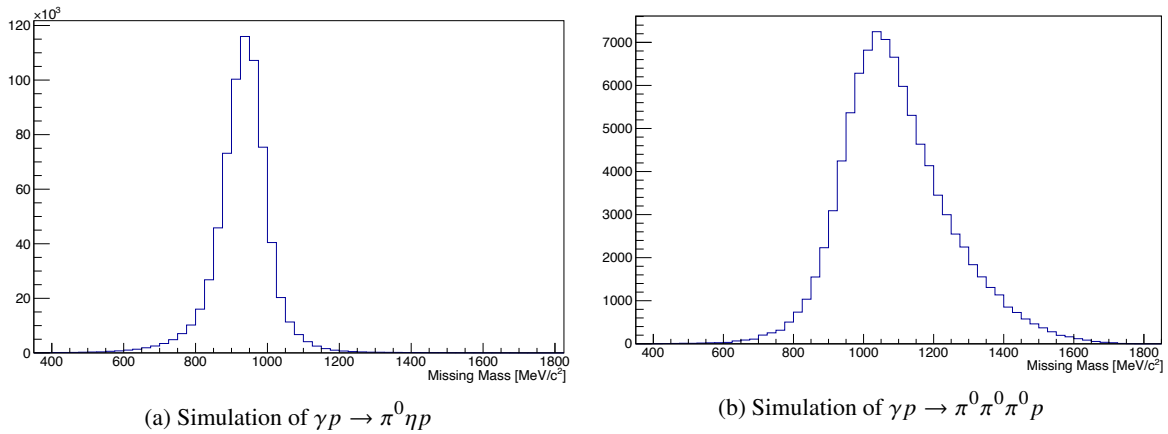 ×10³
120
100
80
60
40
20
0
400 600 800 1000 1200 1400 1600 1800
Missing Mass [MeV/c²]
(a) Simulation of γp → π⁰ηp
7000
6000
5000
4000
3000
2000
1000
0
400 600 800 1000 1200 1400 1600 1800
Missing Mass [MeV/c²]
(b) Simulation of γp → π⁰π⁰π⁰p